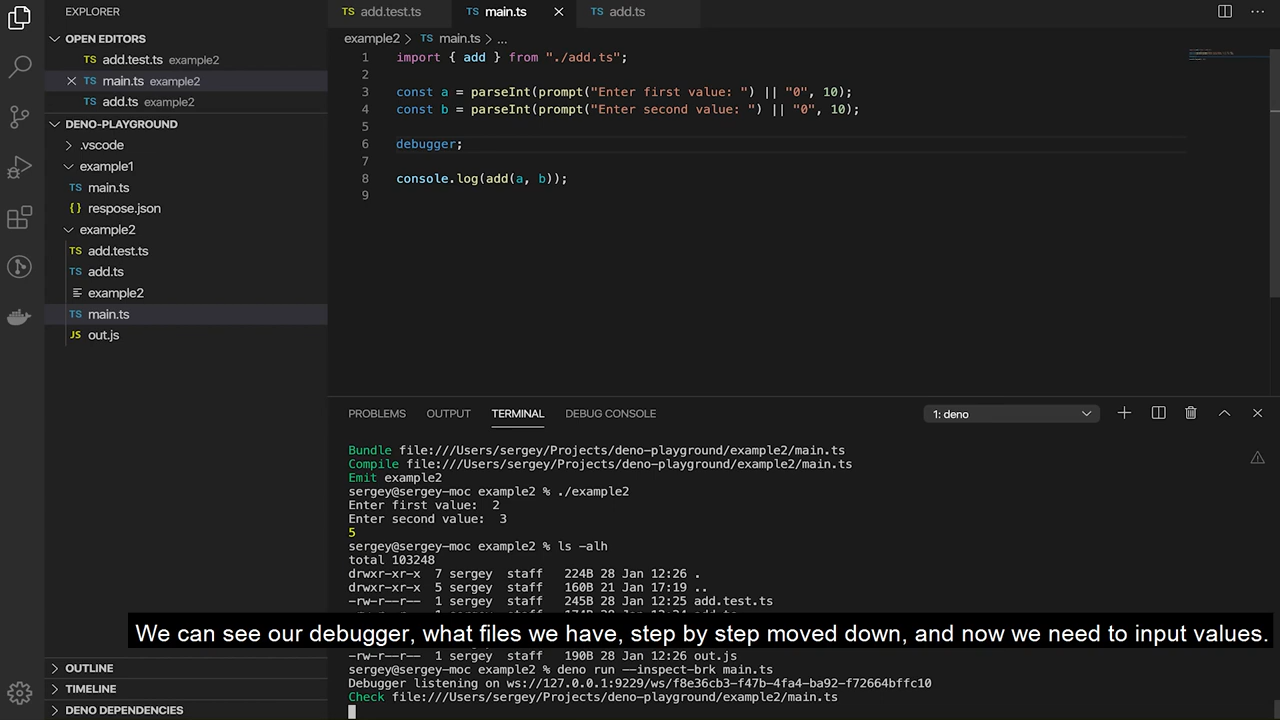 EXPLORER
OPEN EDITORS
TS add.test.ts example2
TS main.ts example2
TS add.ts example2
DENO-PLAYGROUND
.vscode
example1
TS main.ts
{} respose.json
example2
TS add.test.ts
TS add.ts
example2
TS main.ts
JS out.js
OUTLINE
TIMELINE
DENO DEPENDENCIES
TS add.test.ts TS main.ts TS add.ts
example2 > TS main.ts > ...
1 import { add } from "./add.ts";
2
3 const a = parseInt(prompt("Enter first value: ") || "0", 10);
4 const b = parseInt(prompt("Enter second value: ") || "0", 10);
5
6 debugger;
7
8 console.log(add(a, b));
9
PROBLEMS OUTPUT TERMINAL DEBUG CONSOLE 1: deno
Bundle file:///Users/sergey/Projects/deno-playground/example2/main.ts
Compile file:///Users/sergey/Projects/deno-playground/example2/main.ts
Emit example2
sergey@sergey-moc example2 % ./example2
Enter first value: 2
Enter second value: 3
5
sergey@sergey-moc example2 % ls -alh
total 103248
drwxr-xr-x 7 sergey staff 224B 28 Jan 12:26 .
drwxr-xr-x 5 sergey staff 160B 21 Jan 17:19 ..
-rw-r--r-- 1 sergey staff 245B 28 Jan 12:25 add.test.ts
We can see our debugger, what files we have, step by step moved down, and now we need to input values.
-rw-r--r-- 1 sergey staff 190B 28 Jan 12:26 out.js
sergey@sergey-moc example2 % deno run --inspect-brk main.ts
Debugger listening on ws://127.0.0.1:9229/ws/f8e36cb3-f47b-4fa4-ba92-f72664bffc10
Check file:///Users/sergey/Projects/deno-playground/example2/main.ts